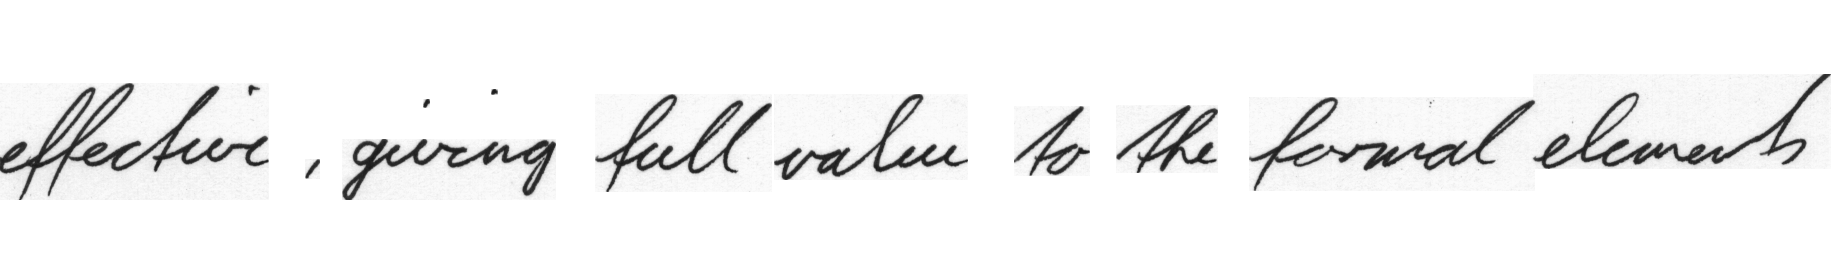 effective , giving full value to the formal elements